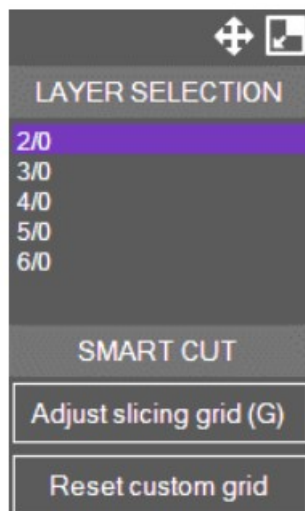 LAYER SELECTION
2/0
3/0
4/0
5/0
6/0
SMART CUT
Adjust slicing grid (G)
Reset custom grid